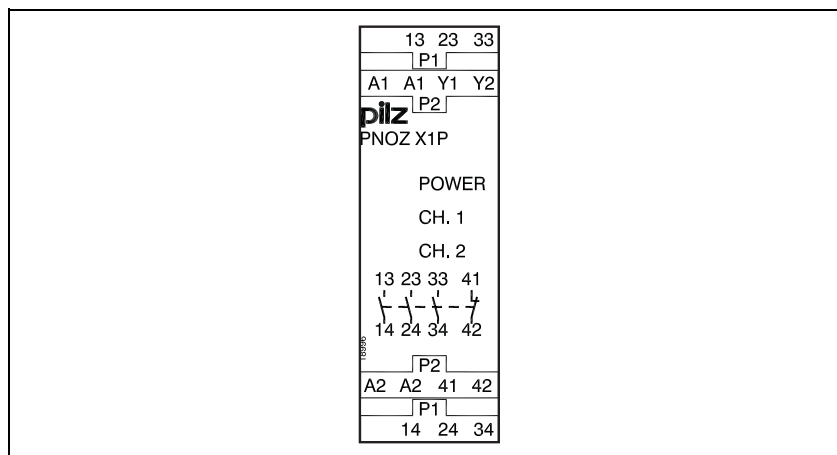 13 23 33
P1
A1 A1 Y1 Y2
P2
pilz
PNOZ X1P
POWER
CH. 1
CH. 2
13 23 33 41
14 24 34 42
18996
P2
A2 A2 41 42
P1
14 24 34